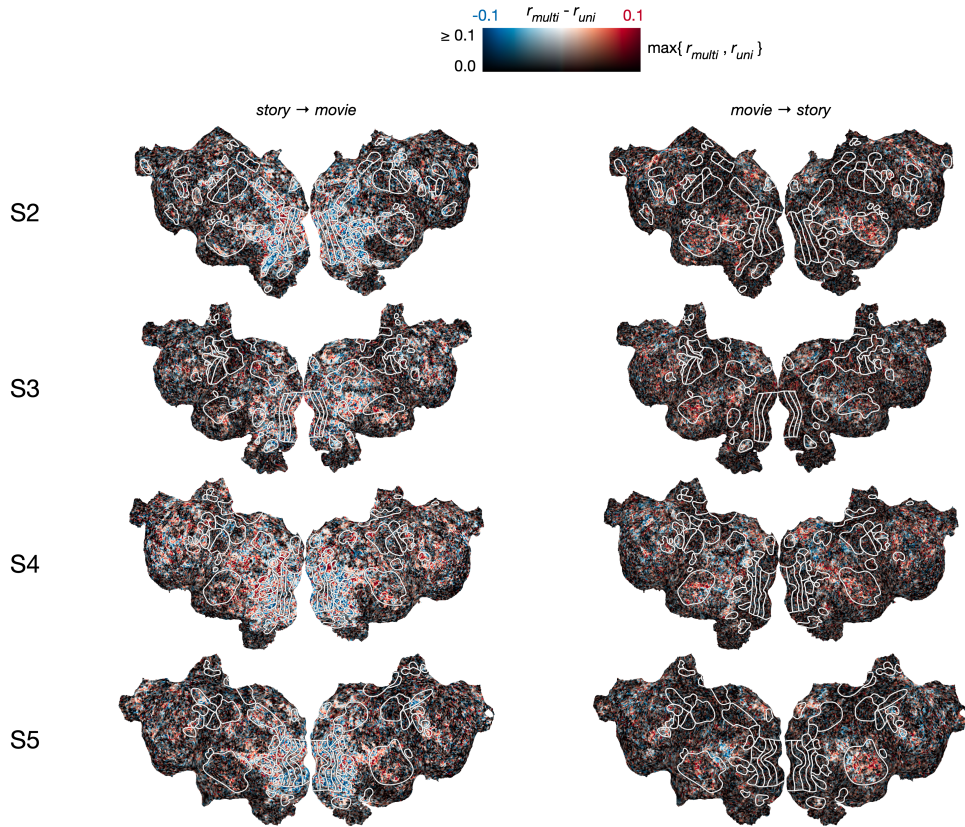 -0.1 r_multi - r_uni 0.1
≥ 0.1
0.0
max{ r_multi , r_uni }
story → movie
movie → story
S2
S3
S4
S5